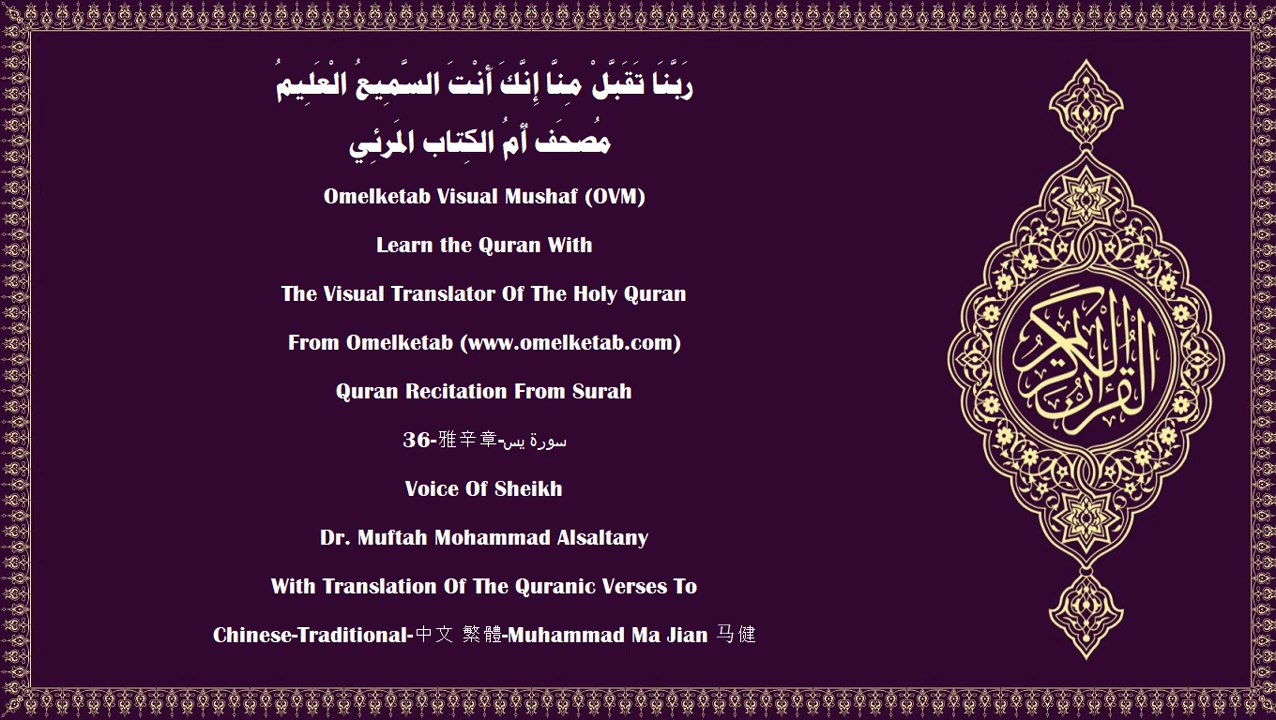 رَبَّنَا تَقَبَّلْ مِنَّا إِنَّكَ أَنْتَ السَّمِيعُ الْعَلِيمُ
مُصحَف أمُ الكِتاب المَرئِي
Omelketab Visual Mushaf (OVM)
Learn the Quran With
The Visual Translator Of The Holy Quran
From Omelketab (www.omelketab.com)
Quran Recitation From Surah
36-雅辛章-سورة يس
Voice Of Sheikh
Dr. Muftah Mohammad Alsaltany
With Translation Of The Quranic Verses To
Chinese-Traditional-中文 繁體-Muhammad Ma Jian 马健
القرآن الكريم